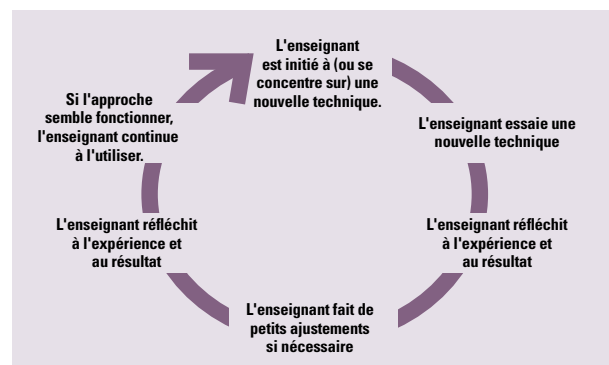 L'enseignant
est initié à (ou se
concentre sur) une
nouvelle technique.
L'enseignant essaie une
nouvelle technique
L'enseignant réfléchit
à l'expérience et
au résultat
L'enseignant fait de
petits ajustements
si nécessaire
L'enseignant réfléchit
à l'expérience et
au résultat
Si l'approche
semble fonctionner,
l'enseignant continue
à l'utiliser.